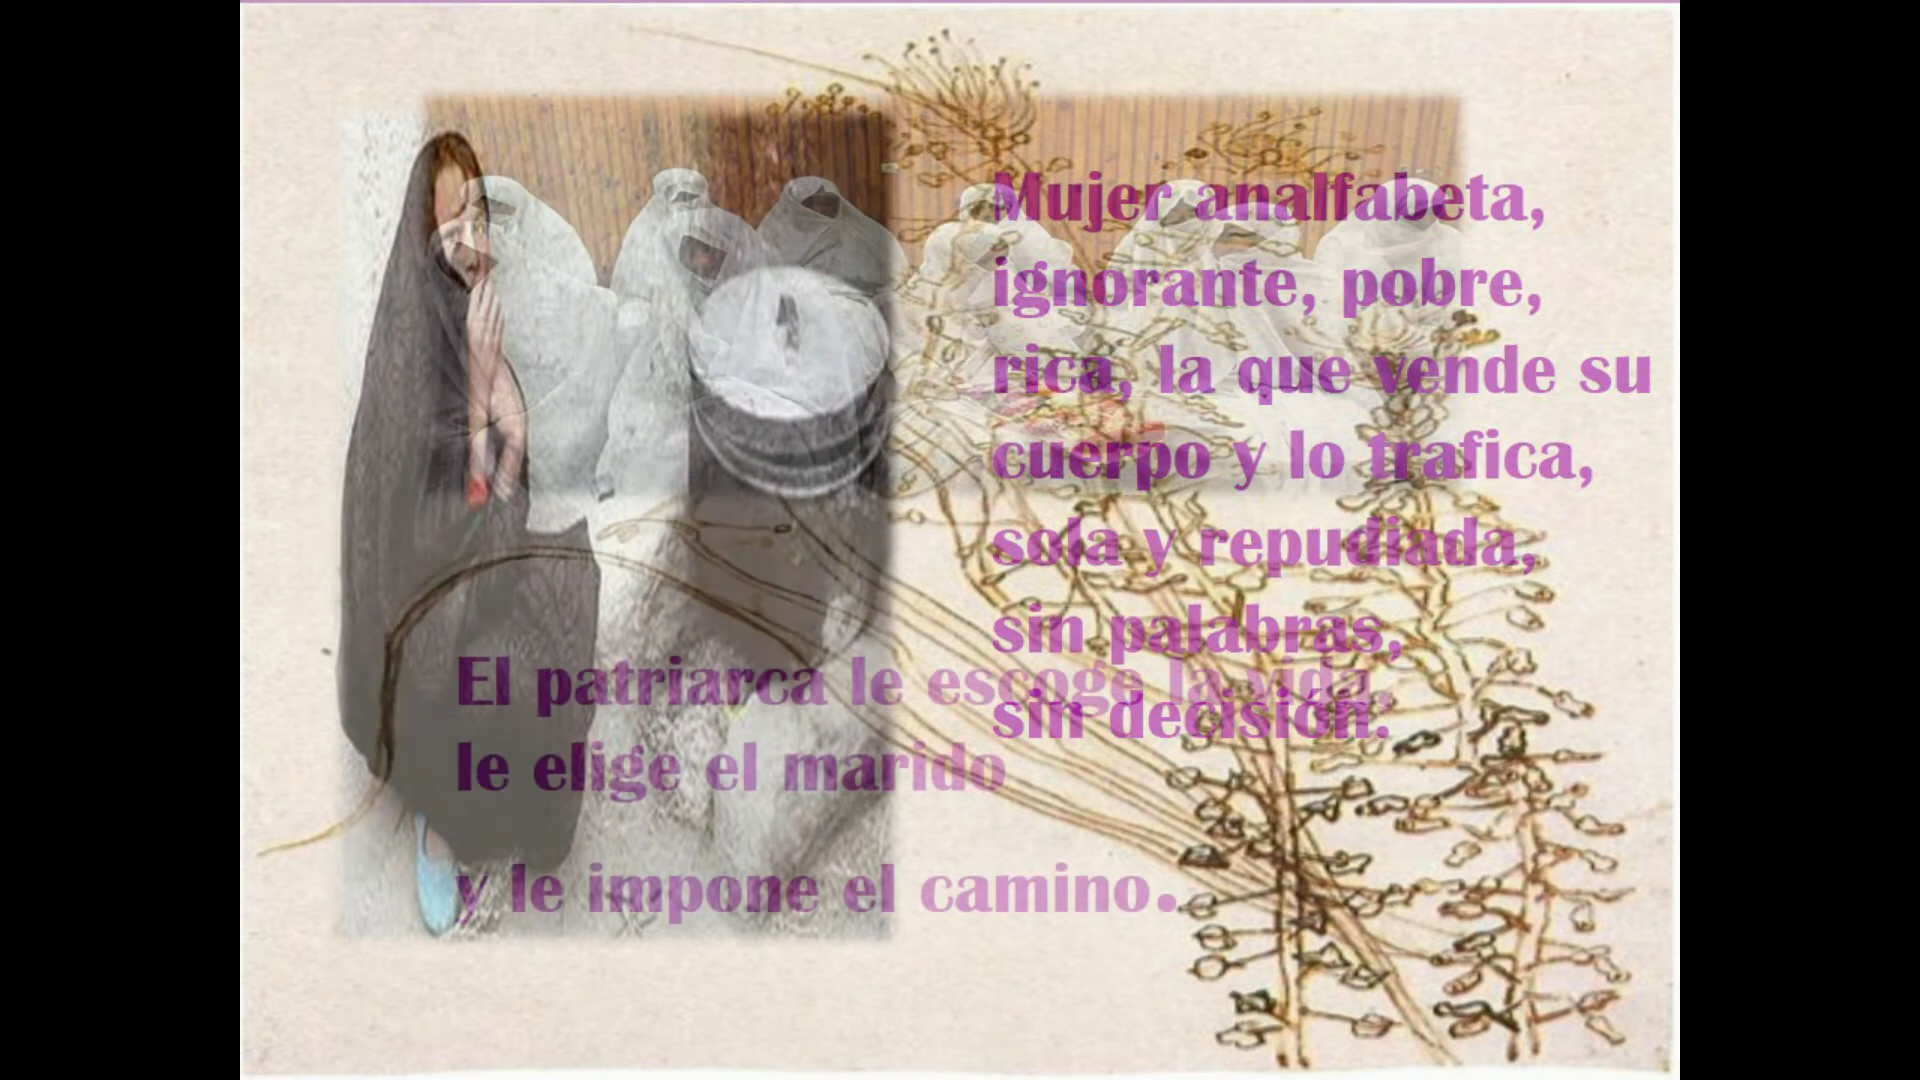 Mujer analfabeta,
ignorante, pobre,
rica, la que vende su
cuerpo y lo trafica,
sola y repudiada,
sin palabras,
sin decisión.
El patriarca le escoge la vida,
le elige el marido
y le impone el camino.